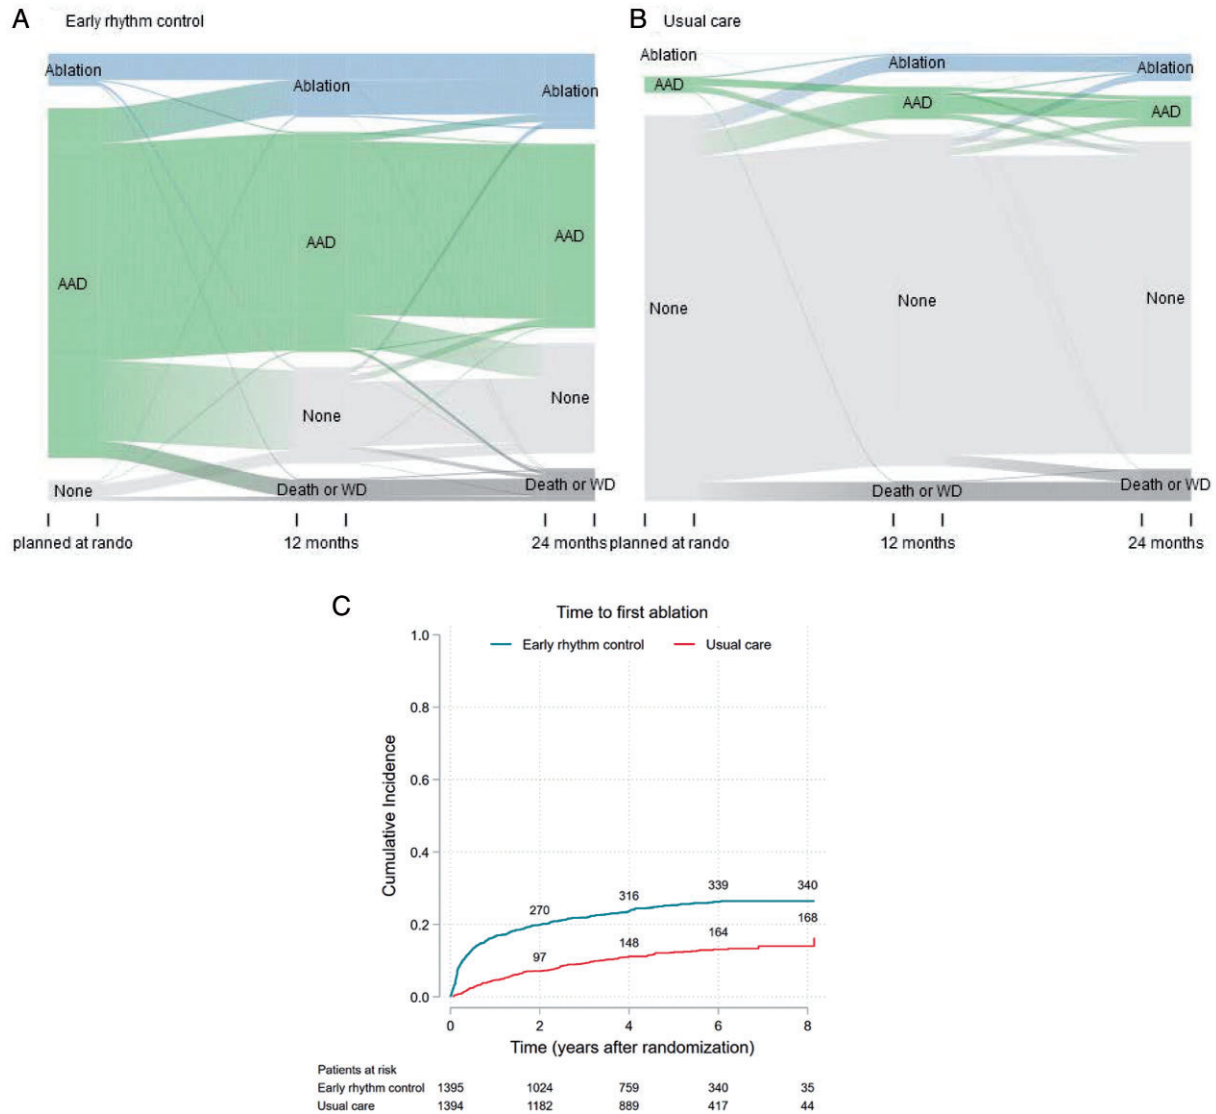 A Early rhythm control
Ablation
Ablation
Ablation
AAD
AAD
AAD
None
None
None
Death or WD
Death or WD
planned at rando
12 months
24 months
B Usual care
Ablation
Ablation
Ablation
AAD
AAD
AAD
None
None
None
Death or WD
Death or WD
planned at rando
12 months
24 months
C
Time to first ablation
Early rhythm control Usual care
Cumulative Incidence
1.0
0.8
0.6
0.4
0.2
0.0
270 316 339 340
97 148 164 168
0 2 4 6 8
Time (years after randomization)
Patients at risk
Early rhythm control 1395 1024 759 340 35
Usual care 1394 1182 889 417 44